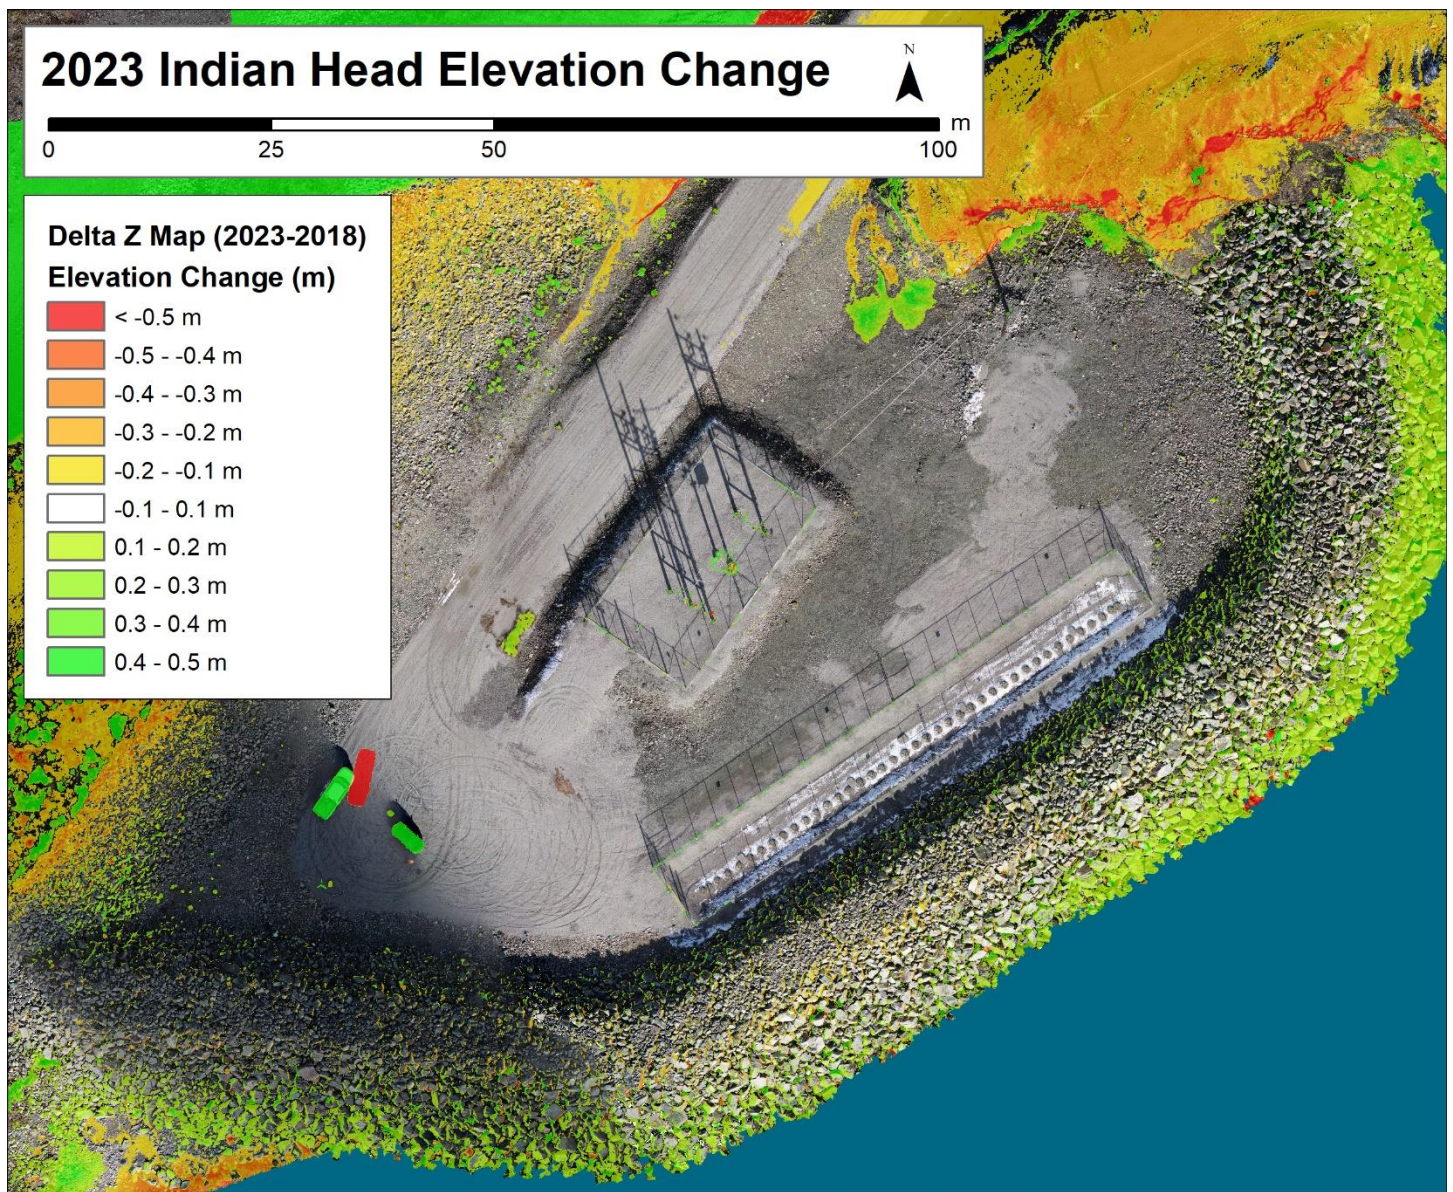 2023 Indian Head Elevation Change
N
m
0 25 50 100
Delta Z Map (2023-2018)
Elevation Change (m)
< -0.5 m
-0.5 - -0.4 m
-0.4 - -0.3 m
-0.3 - -0.2 m
-0.2 - -0.1 m
-0.1 - 0.1 m
0.1 - 0.2 m
0.2 - 0.3 m
0.3 - 0.4 m
0.4 - 0.5 m